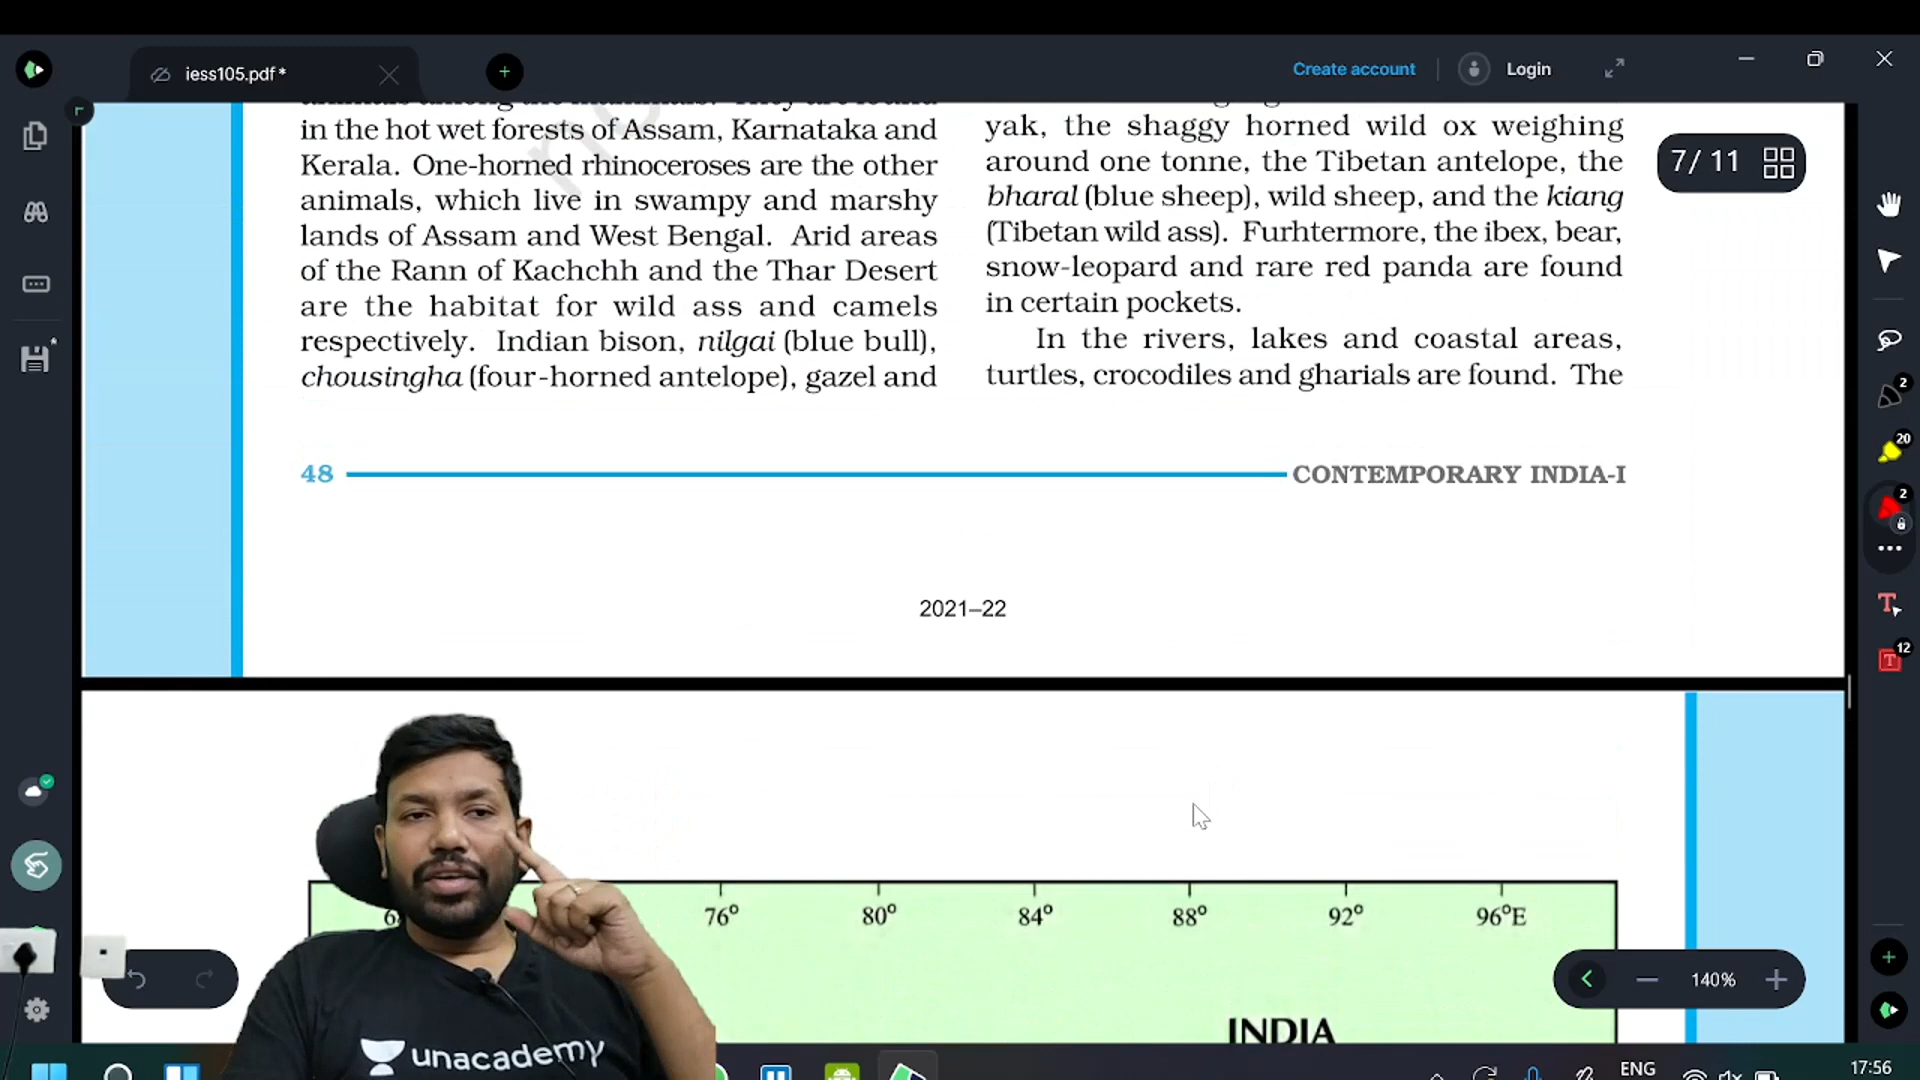 iess105.pdf*
Create account
Login
7/ 11
in the hot wet forests of Assam, Karnataka and
Kerala. One-horned rhinoceroses are the other
animals, which live in swampy and marshy
lands of Assam and West Bengal. Arid areas
of the Rann of Kachchh and the Thar Desert
are the habitat for wild ass and camels
respectively. Indian bison, nilgai (blue bull),
chousingha (four-horned antelope), gazel and
yak, the shaggy horned wild ox weighing
around one tonne, the Tibetan antelope, the
bharal (blue sheep), wild sheep, and the kiang
(Tibetan wild ass). Furhtermore, the ibex, bear,
snow-leopard and rare red panda are found
in certain pockets.
In the rivers, lakes and coastal areas,
turtles, crocodiles and gharials are found. The
48
CONTEMPORARY INDIA-I
2021–22
76°
80°
84°
88°
92°
96°E
INDIA
unacademy
140%
2
20
2
12
ENG
17:56